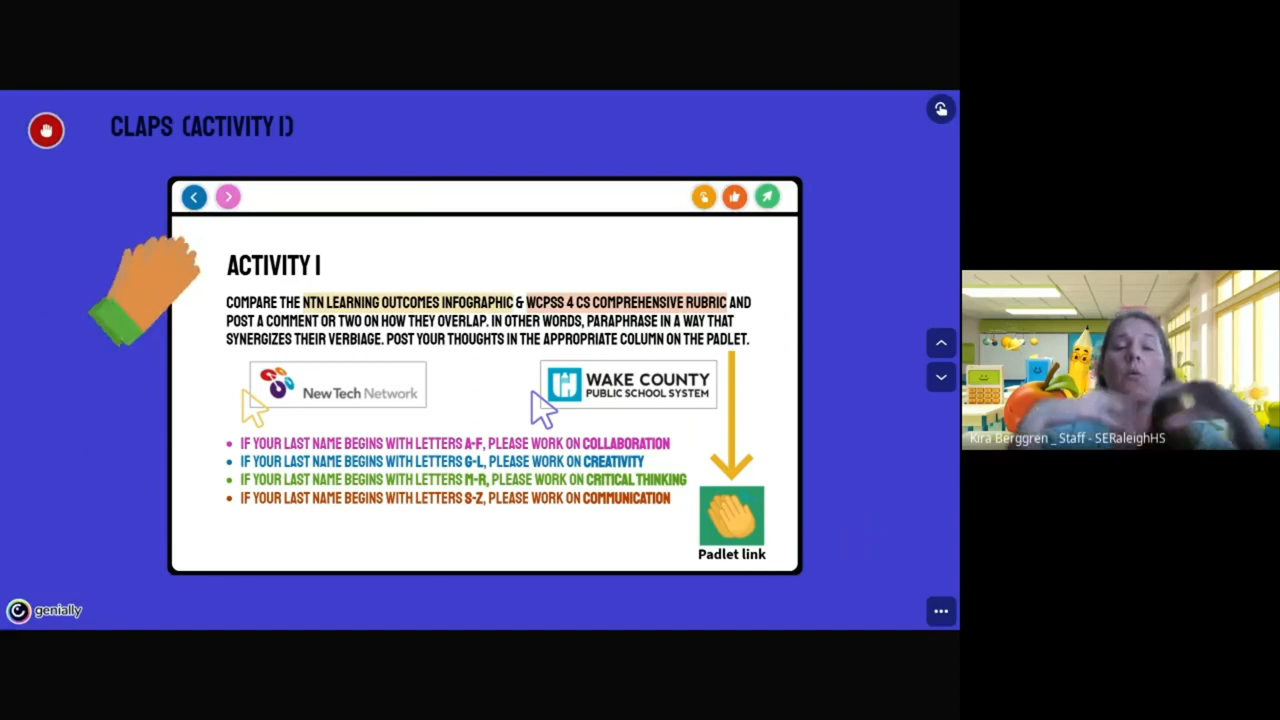 CLAPS (ACTIVITY I)
ACTIVITY I
COMPARE THE NTN LEARNING OUTCOMES INFOGRAPHIC & WCPSS 4 CS COMPREHENSIVE RUBRIC AND
POST A COMMENT OR TWO ON HOW THEY OVERLAP. IN OTHER WORDS, PARAPHRASE IN A WAY THAT
SYNERGIZES THEIR VERBIAGE. POST YOUR THOUGHTS IN THE APPROPRIATE COLUMN ON THE PADLET.
New Tech Network
WAKE COUNTY
PUBLIC SCHOOL SYSTEM
IF YOUR LAST NAME BEGINS WITH LETTERS A-F, PLEASE WORK ON COLLABORATION
IF YOUR LAST NAME BEGINS WITH LETTERS G-L, PLEASE WORK ON CREATIVITY
IF YOUR LAST NAME BEGINS WITH LETTERS M-R, PLEASE WORK ON CRITICAL THINKING
IF YOUR LAST NAME BEGINS WITH LETTERS S-Z, PLEASE WORK ON COMMUNICATION
Padlet link
genially
Kira Berggren _ Staff - SERaleighHS